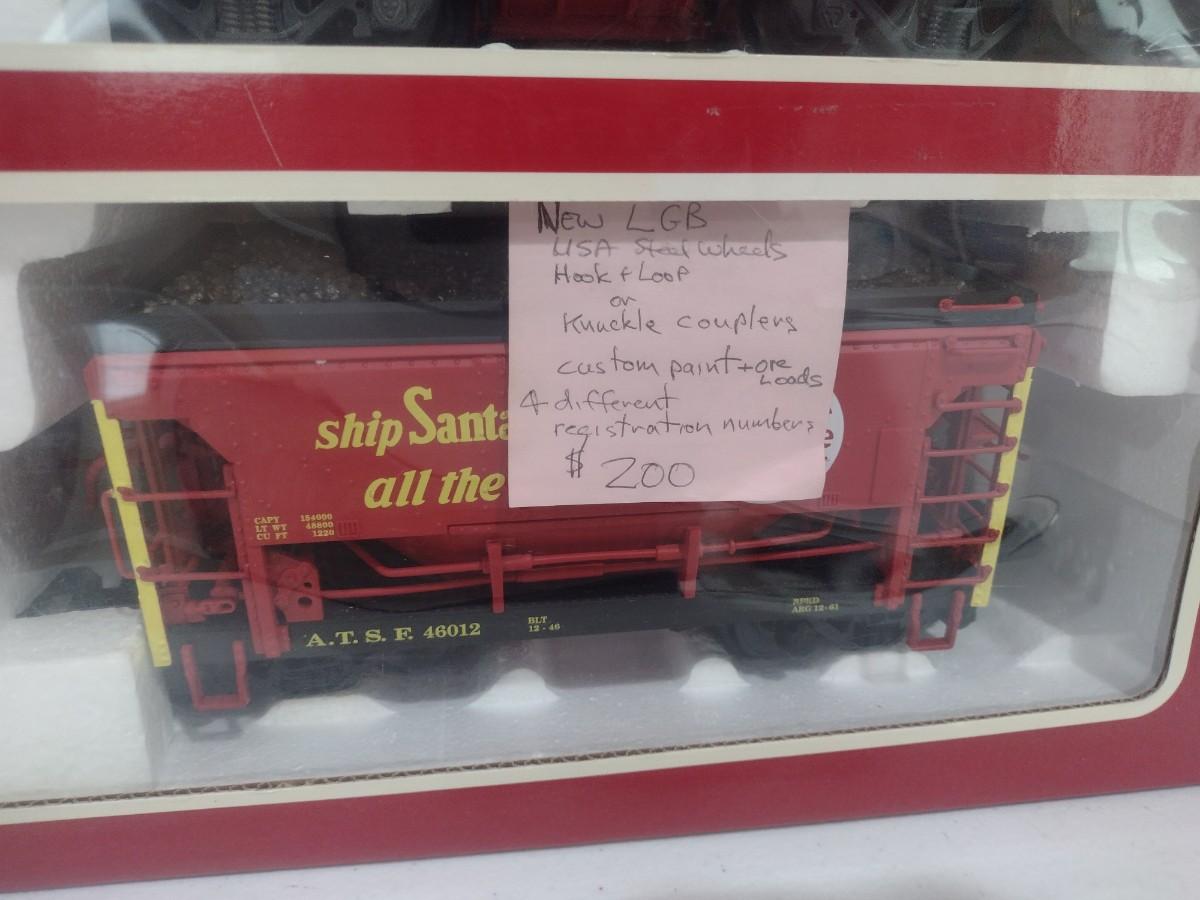 New LGB
USA Steel Wheels
Hook & Loop
or
Knuckle couplers
custom paint + ore
Loads
4 different
registration numbers
$ 200
ship Santa
all the
e
CAPY 154000
LT WT 48800
CU FT 1220
A.T.S.F. 46012
BLT
12-46
RPKD
ARG 12-61